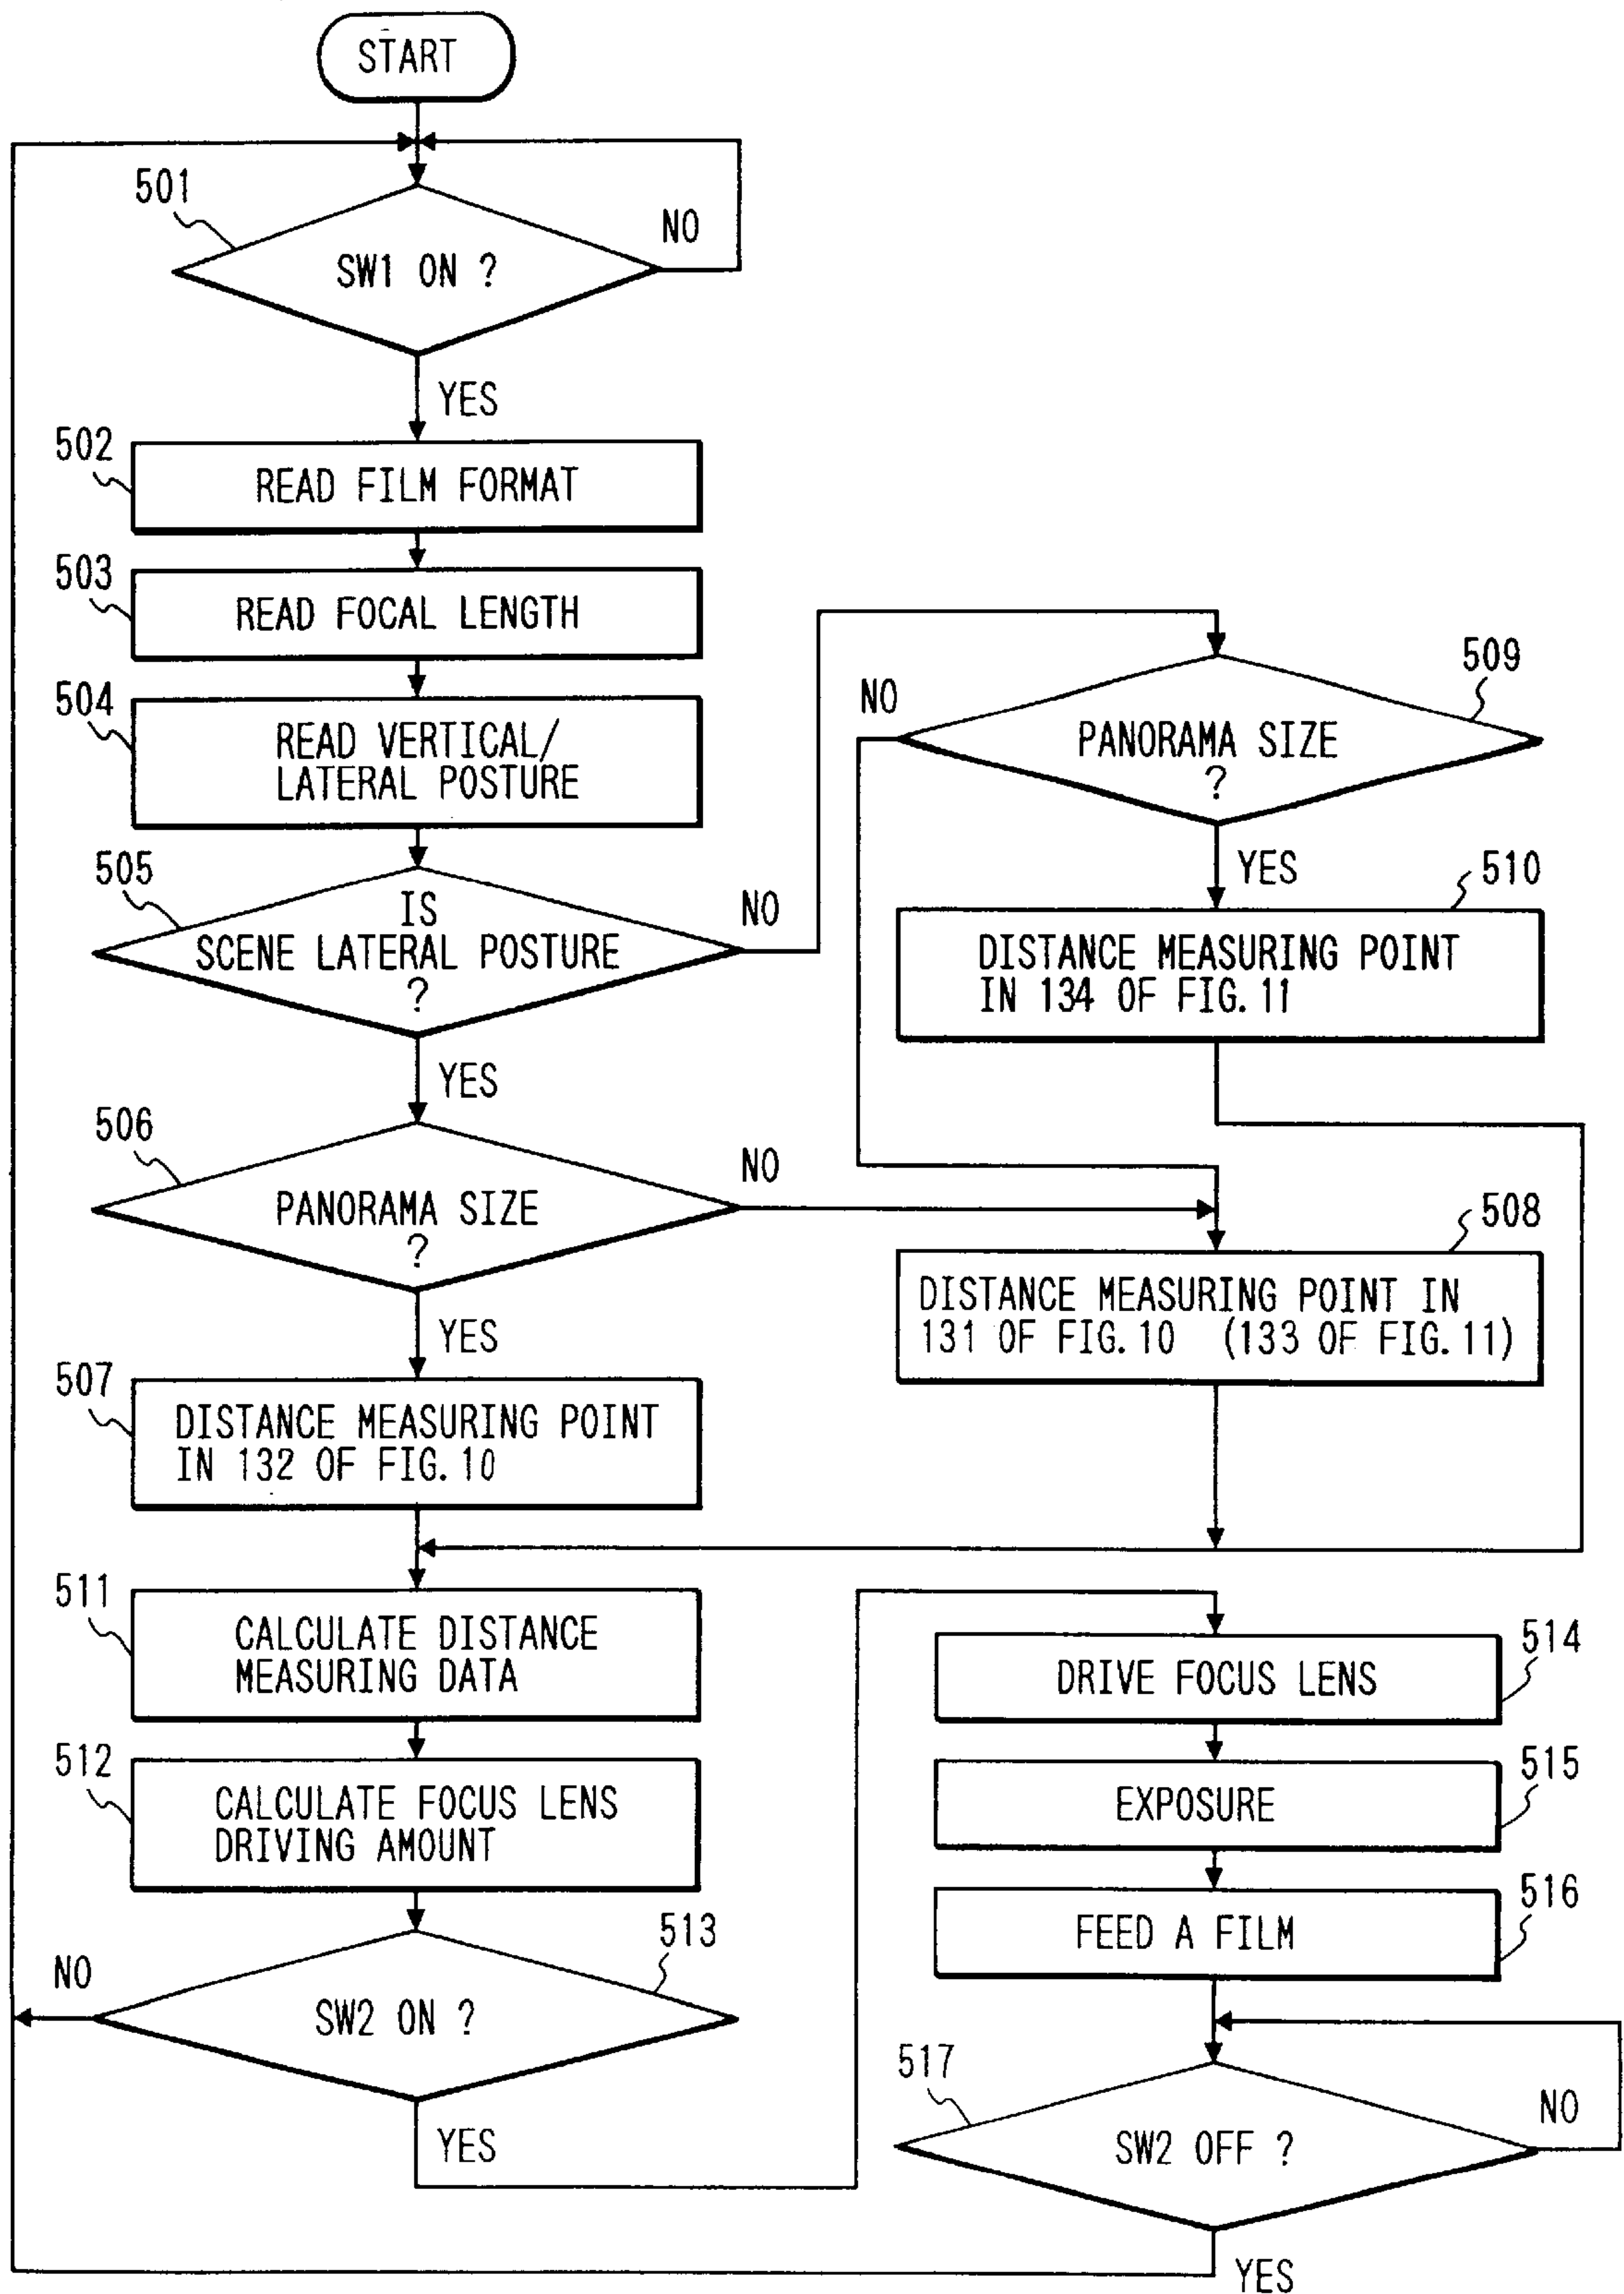 START
501
SW1 ON ?
NO
YES
502
READ FILM FORMAT
503
READ FOCAL LENGTH
504
READ VERTICAL/
LATERAL POSTURE
505
IS
SCENE LATERAL POSTURE
?
NO
YES
509
NO
PANORAMA SIZE
?
YES
510
DISTANCE MEASURING POINT
IN 134 OF FIG. 11
506
PANORAMA SIZE
?
NO
YES
508
DISTANCE MEASURING POINT IN
131 OF FIG. 10 (133 OF FIG. 11)
507
DISTANCE MEASURING POINT
IN 132 OF FIG. 10
511
CALCULATE DISTANCE
MEASURING DATA
512
CALCULATE FOCUS LENS
DRIVING AMOUNT
513
NO
SW2 ON ?
YES
514
DRIVE FOCUS LENS
515
EXPOSURE
516
FEED A FILM
517
SW2 OFF ?
NO
YES